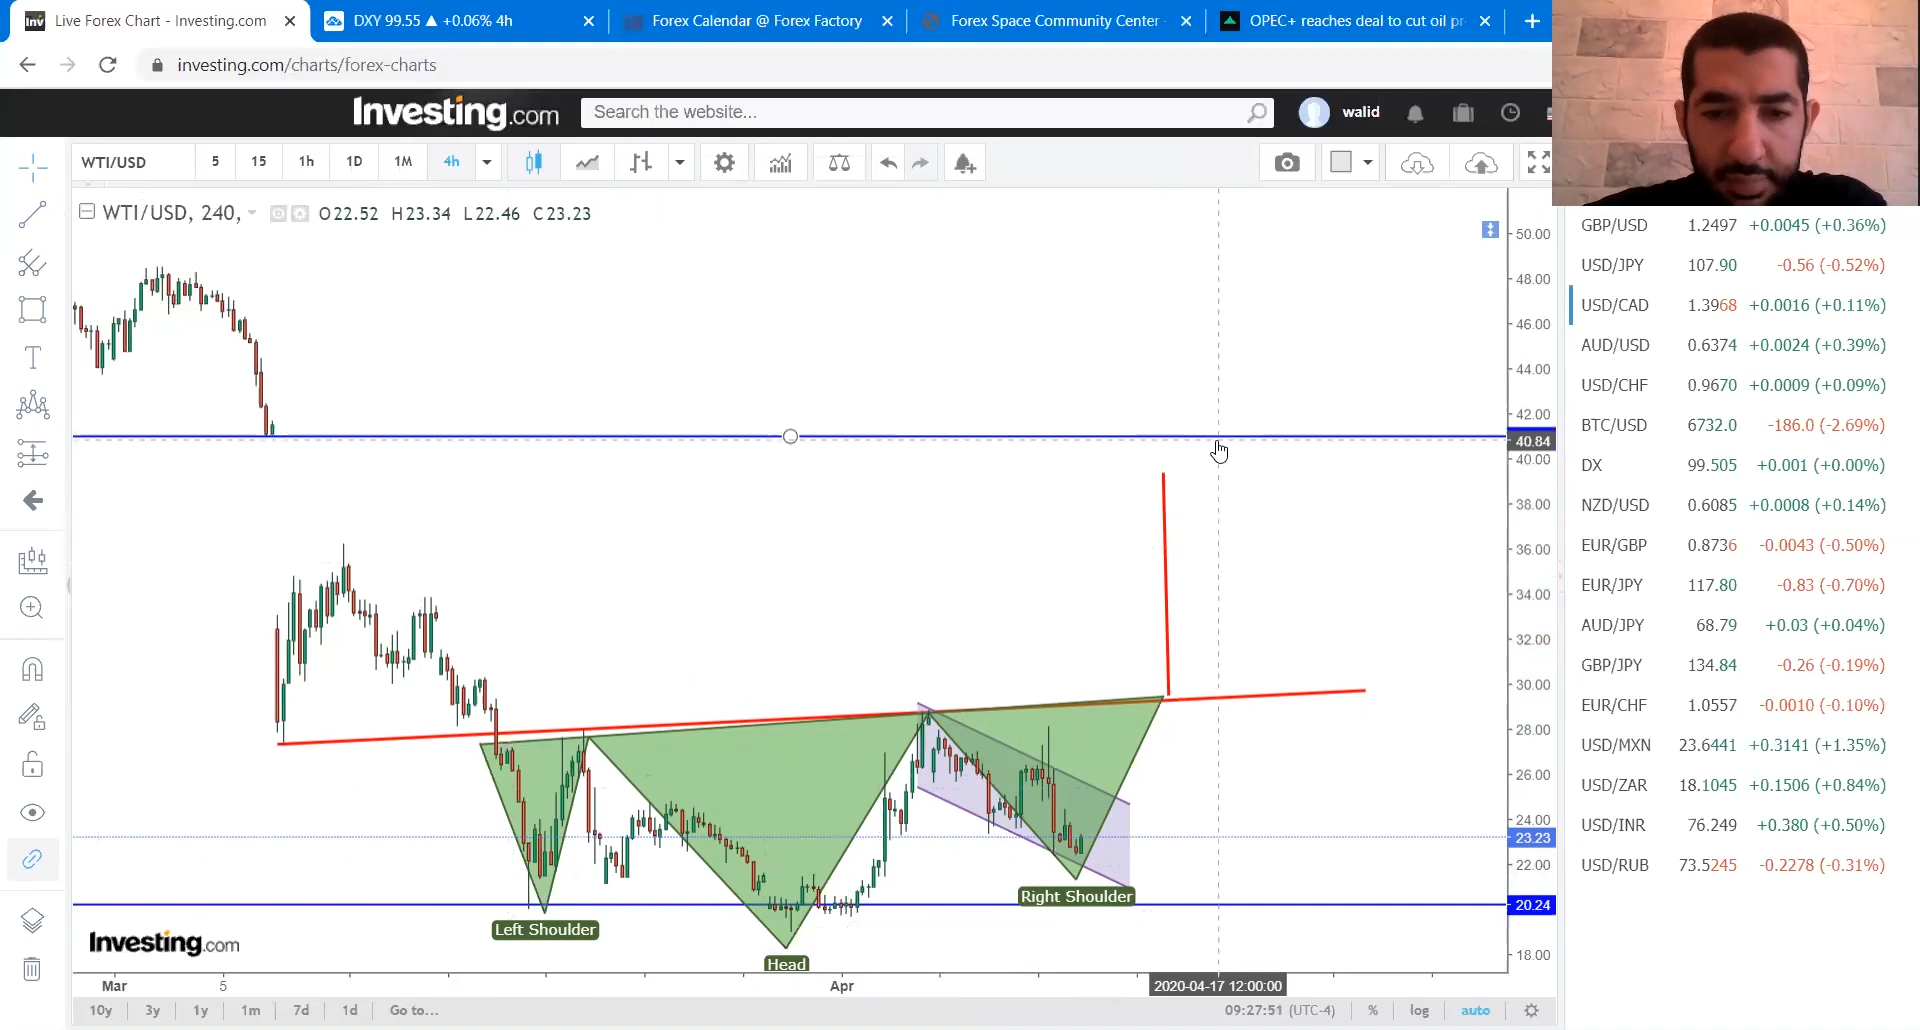 Live Forex Chart - Investing.com
DXY 99.55 ▲ +0.06% 4h
Forex Calendar @ Forex Factory
Forex Space Community Center
OPEC+ reaches deal to cut oil pr
investing.com/charts/forex-charts
Investing.com
Search the website...
walid
WTI/USD 5 15 1h 1D 1M 4h
WTI/USD, 240, O22.52 H23.34 L22.46 C23.23
50.00
48.00
46.00
44.00
42.00
40.84
40.00
38.00
36.00
34.00
32.00
30.00
28.00
26.00
24.00
23.23
22.00
20.24
18.00
Left Shoulder
Head
Right Shoulder
Investing.com
Mar 5 Apr 2020-04-17 12:00:00
10y 3y 1y 1m 7d 1d Go to... 09:27:51 (UTC-4) % log auto
GBP/USD 1.2497 +0.0045 (+0.36%)
USD/JPY 107.90 -0.56 (-0.52%)
USD/CAD 1.3968 +0.0016 (+0.11%)
AUD/USD 0.6374 +0.0024 (+0.39%)
USD/CHF 0.9670 +0.0009 (+0.09%)
BTC/USD 6732.0 -186.0 (-2.69%)
DX 99.505 +0.001 (+0.00%)
NZD/USD 0.6085 +0.0008 (+0.14%)
EUR/GBP 0.8736 -0.0043 (-0.50%)
EUR/JPY 117.80 -0.83 (-0.70%)
AUD/JPY 68.79 +0.03 (+0.04%)
GBP/JPY 134.84 -0.26 (-0.19%)
EUR/CHF 1.0557 -0.0010 (-0.10%)
USD/MXN 23.6441 +0.3141 (+1.35%)
USD/ZAR 18.1045 +0.1506 (+0.84%)
USD/INR 76.249 +0.380 (+0.50%)
USD/RUB 73.5245 -0.2278 (-0.31%)